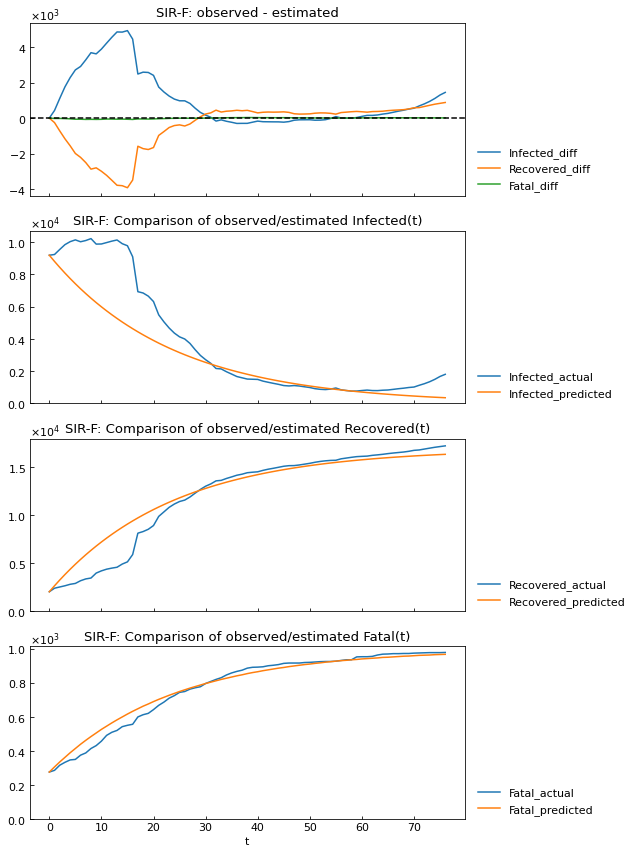 SIR-F: observed - estimated
×10³
4
2
0
−2
−4
Infected_diff
Recovered_diff
Fatal_diff
SIR-F: Comparison of observed/estimated Infected(t)
×10⁴
1.0
0.8
0.6
0.4
0.2
0.0
Infected_actual
Infected_predicted
SIR-F: Comparison of observed/estimated Recovered(t)
×10⁴
1.5
1.0
0.5
0.0
Recovered_actual
Recovered_predicted
SIR-F: Comparison of observed/estimated Fatal(t)
×10³
1.0
0.8
0.6
0.4
0.2
0.0
Fatal_actual
Fatal_predicted
0 10 20 30 40 50 60 70
t